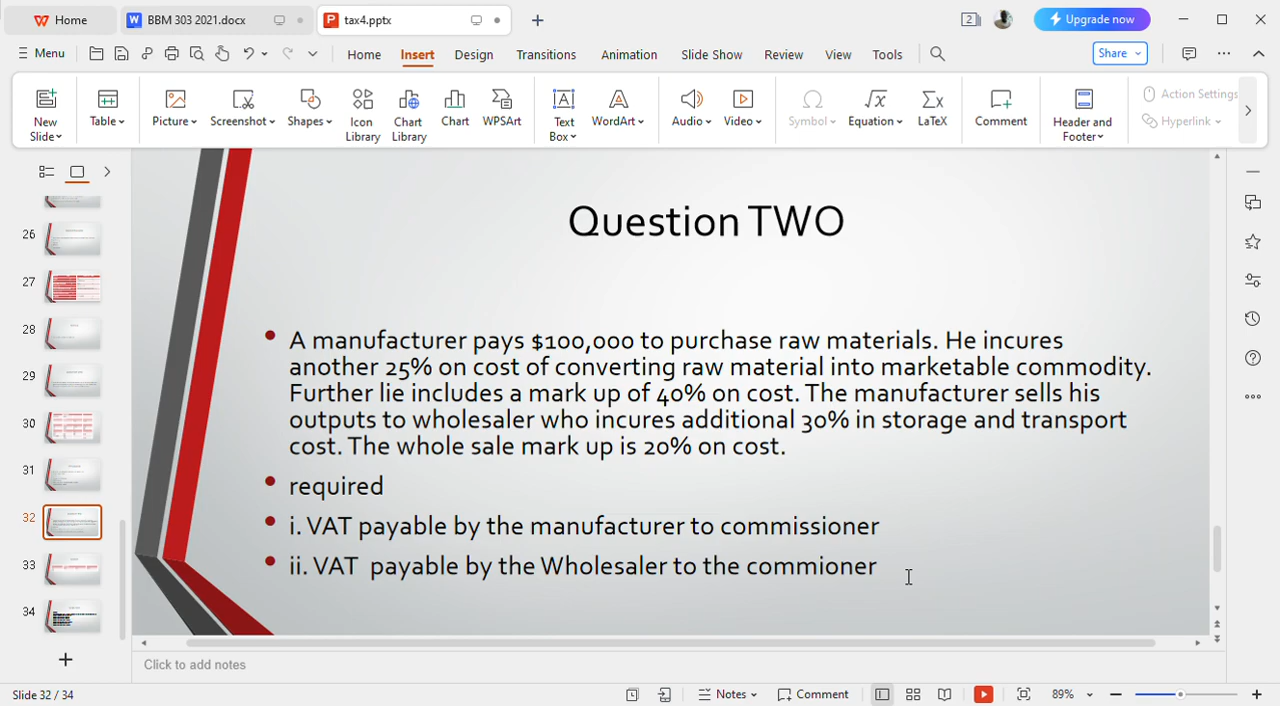 Home
BBM 303 2021.docx
tax4.pptx
2
Upgrade now
Menu
Home
Insert
Design
Transitions
Animation
Slide Show
Review
View
Tools
Share
New Slide
Table
Picture
Screenshot
Shapes
Icon Library
Chart Library
Chart
WPSArt
Text Box
WordArt
Audio
Video
Symbol
Equation
LaTeX
Comment
Header and Footer
Action Settings
Hyperlink
26
27
28
29
30
31
32
33
34
Question TWO
A manufacturer pays $100,000 to purchase raw materials. He incures
another 25% on cost of converting raw material into marketable commodity.
Further lie includes a mark up of 40% on cost. The manufacturer sells his
outputs to wholesaler who incures additional 30% in storage and transport
cost. The whole sale mark up is 20% on cost.
required
i. VAT payable by the manufacturer to commissioner
ii. VAT  payable by the Wholesaler to the commioner
Click to add notes
Slide 32 / 34
Notes
Comment
89%